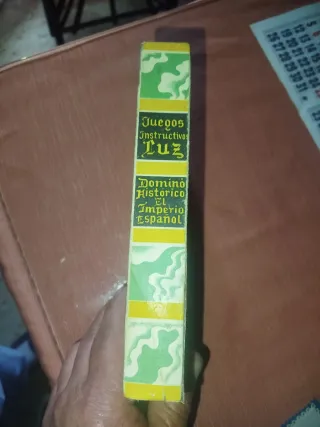 Juegos
Instructivos
Luz
Dominó
Histórico
El
Imperio
Español